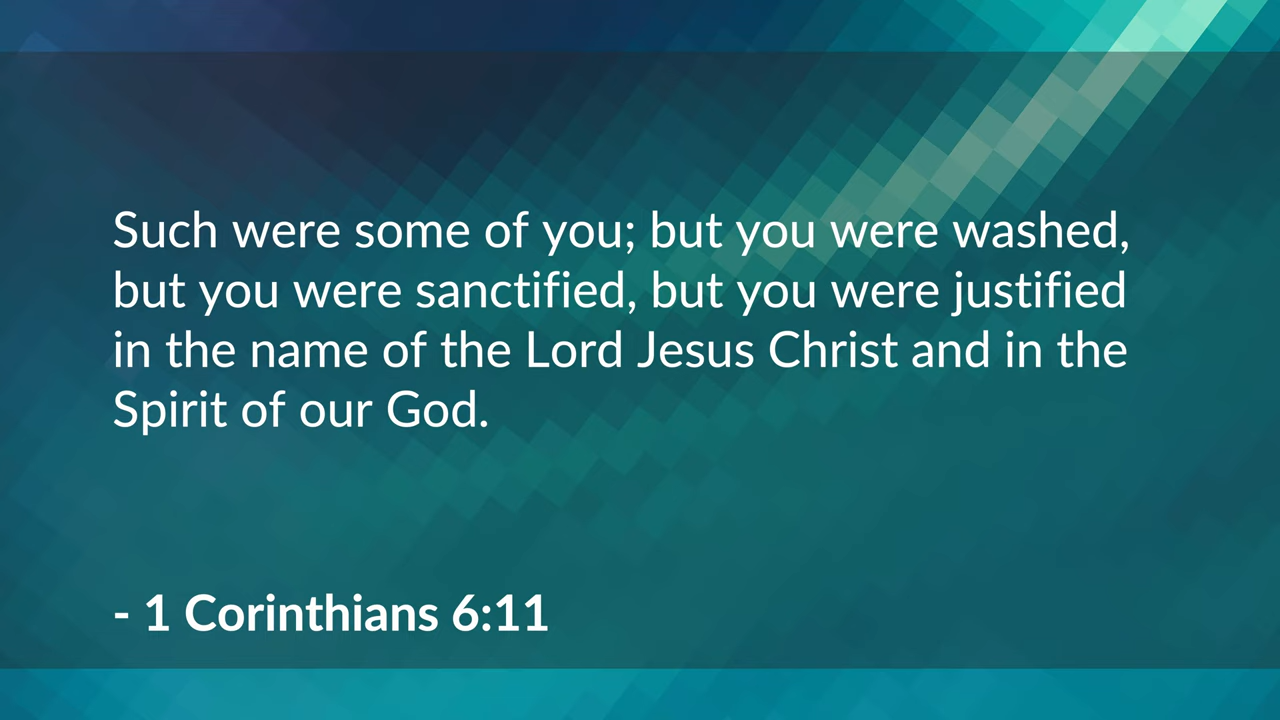 Such were some of you; but you were washed,
but you were sanctified, but you were justified
in the name of the Lord Jesus Christ and in the
Spirit of our God.
- 1 Corinthians 6:11